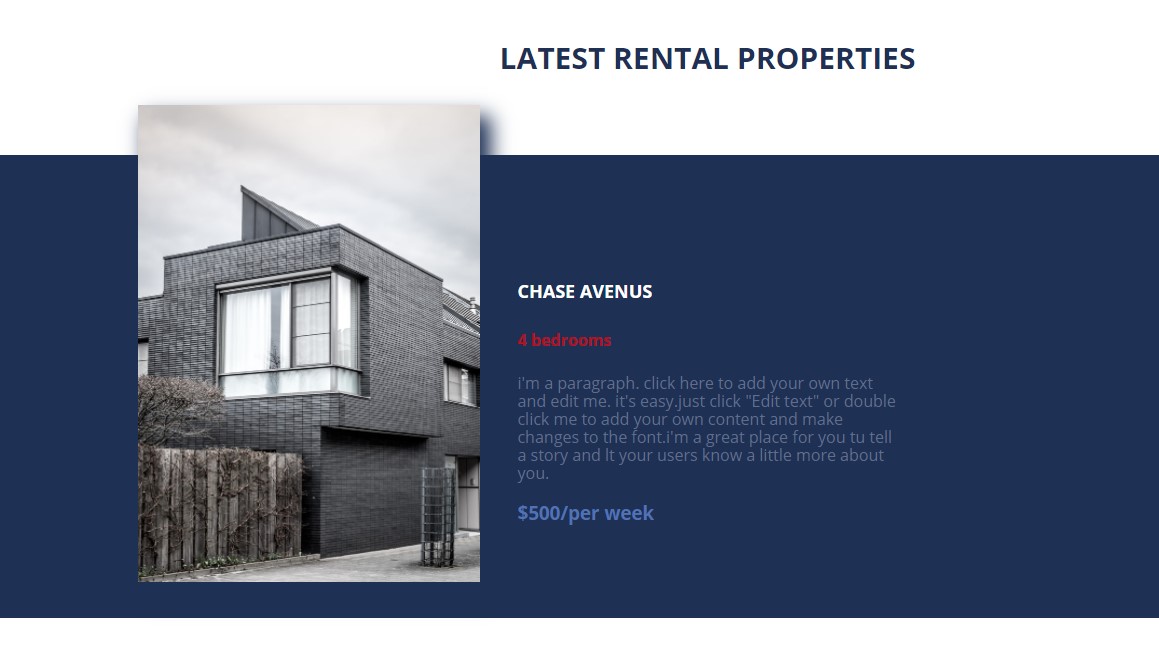 LATEST RENTAL PROPERTIES
CHASE AVENUS
4 bedrooms
i'm a paragraph. click here to add your own text
and edit me. it's easy.just click "Edit text" or double
click me to add your own content and make
changes to the font.i'm a great place for you tu tell
a story and lt your users know a little more about
you.
$500/per week